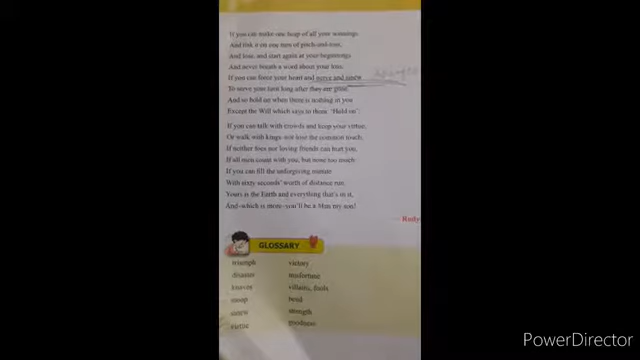 If you can make one heap of all your winnings
And risk it on one turn of pitch-and-toss,
And lose, and start again at your beginnings
And never breath a word about your loss.
If you can force your heart and nerve and sinew
To serve your turn long after they are gone,
And so hold on when there is nothing in you
Except the Will which says to them: "Hold on".
If you can talk with crowds and keep your virtue,
Or walk with kings-nor lose the common touch,
If neither foes nor loving friends can hurt you,
If all men count with you, but none too much
If you can fill the unforgiving minute
With sixty seconds' worth of distance run,
Yours is the Earth and everything that's in it,
And-which is more-you'll be a Man my son!
Rudy
GLOSSARY
triumph victory
disaster misfortune
knaves villains, fools
stoop bend
sinew strength
virtue goodness
PowerDirector